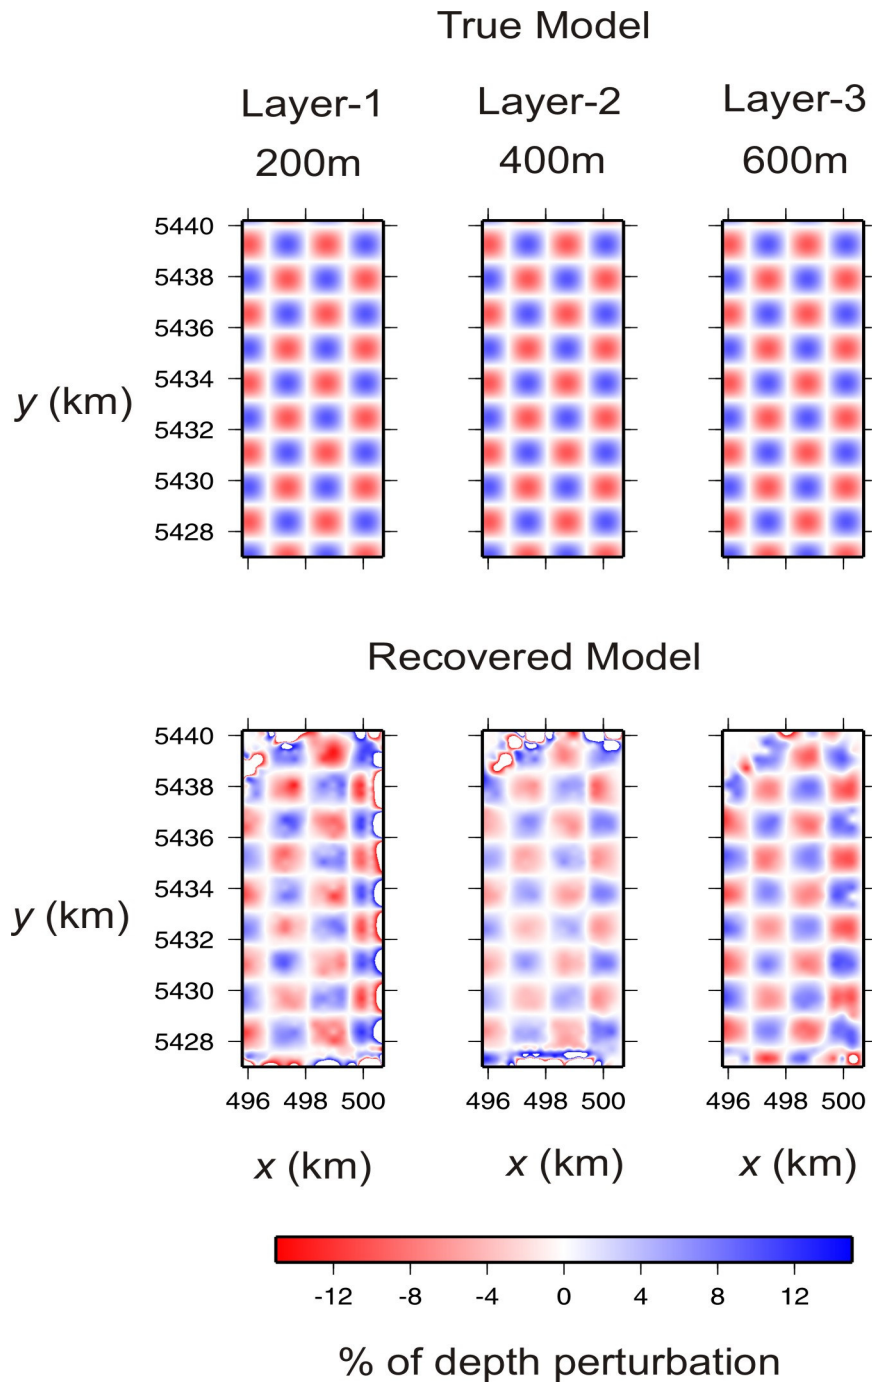 True Model
Layer-1 Layer-2 Layer-3
200m 400m 600m
5440
5438
5436
5434
y (km)
5432
5430
5428
Recovered Model
5440
5438
5436
5434
y (km)
5432
5430
5428
496 498 500 496 498 500 496 498 500
x (km) x (km) x (km)
-12 -8 -4 0 4 8 12
% of depth perturbation